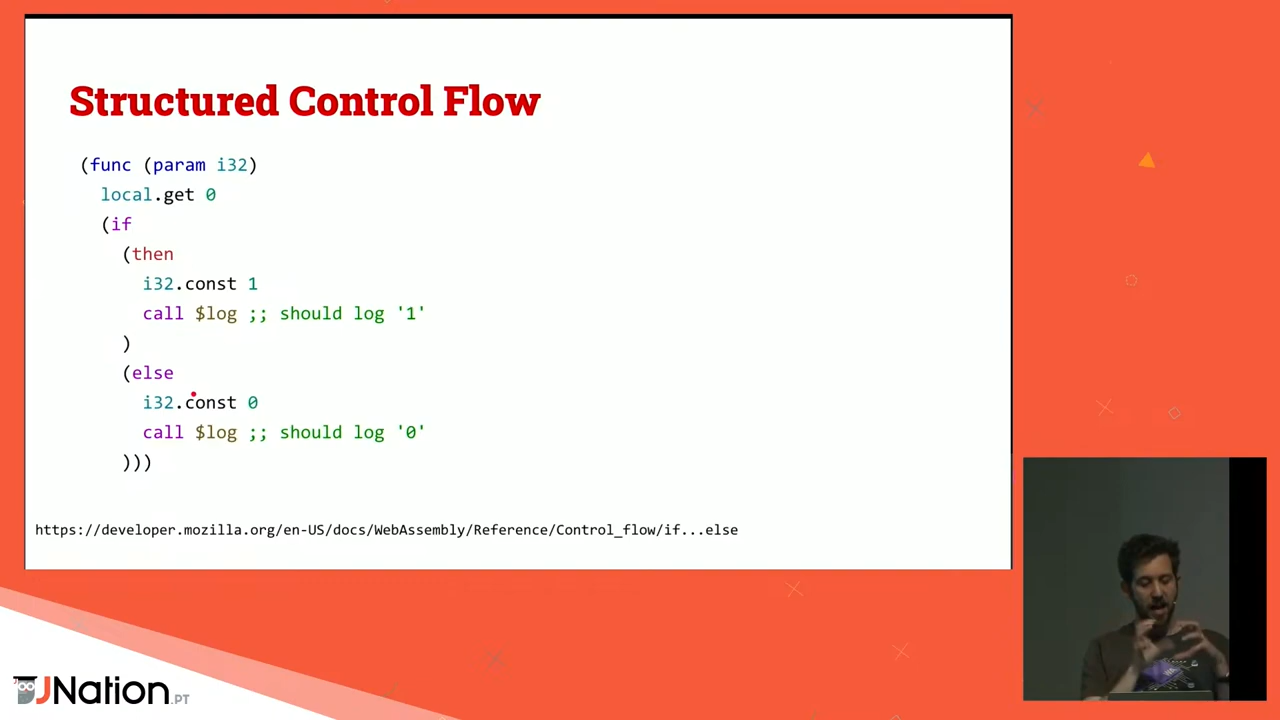 Structured Control Flow
(func (param i32)
local.get 0
(if
(then
i32.const 1
call $log ;; should log '1'
)
(else
i32.const 0
call $log ;; should log '0'
)))
https://developer.mozilla.org/en-US/docs/WebAssembly/Reference/Control_flow/if...else
JNation.PT